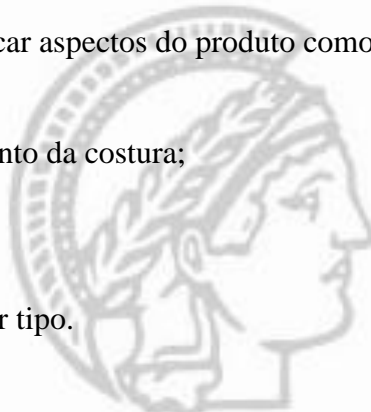 car aspectos do produto como
nto da costura;
r tipo.